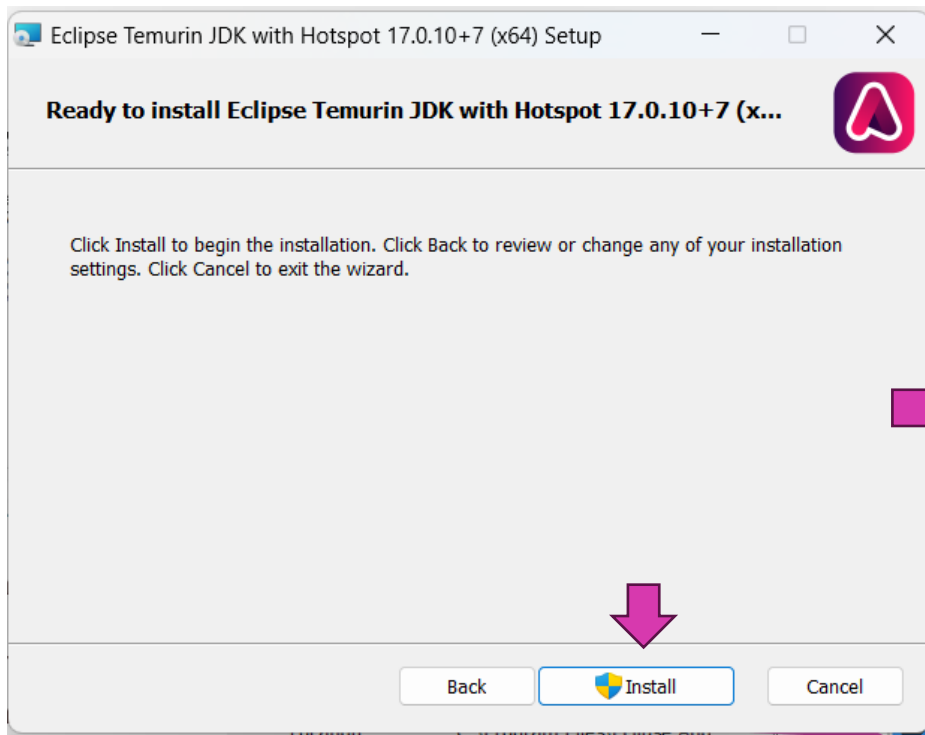 Eclipse Temurin JDK with Hotspot 17.0.10+7 (x64) Setup
Ready to install Eclipse Temurin JDK with Hotspot 17.0.10+7 (x...
Click Install to begin the installation. Click Back to review or change any of your installation
settings. Click Cancel to exit the wizard.
Back Install Cancel